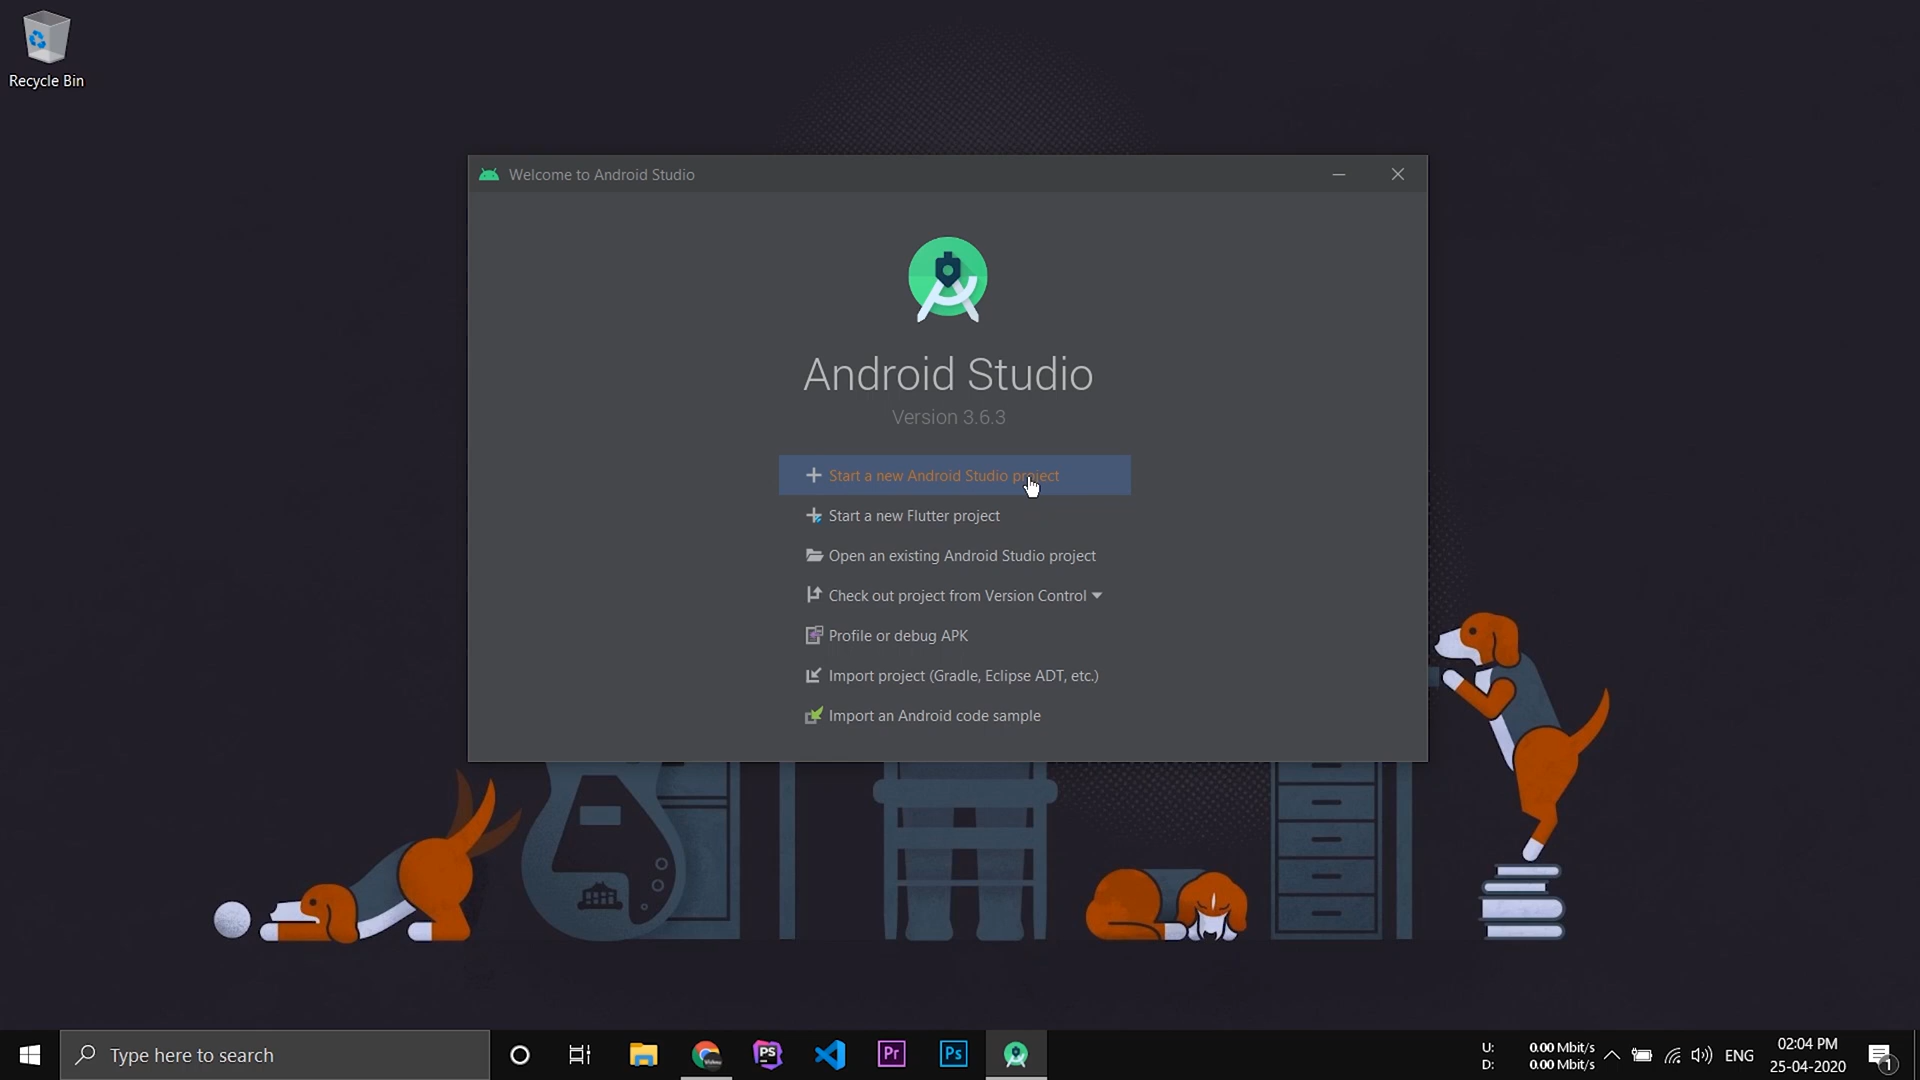 Recycle Bin
Welcome to Android Studio
Android Studio
Version 3.6.3
Start a new Android Studio project
Start a new Flutter project
Open an existing Android Studio project
Check out project from Version Control
Profile or debug APK
Import project (Gradle, Eclipse ADT, etc.)
Import an Android code sample
Type here to search
PS
Pr
Ps
U: 0.00 Mbit/s
D: 0.00 Mbit/s
ENG
02:04 PM
25-04-2020
1